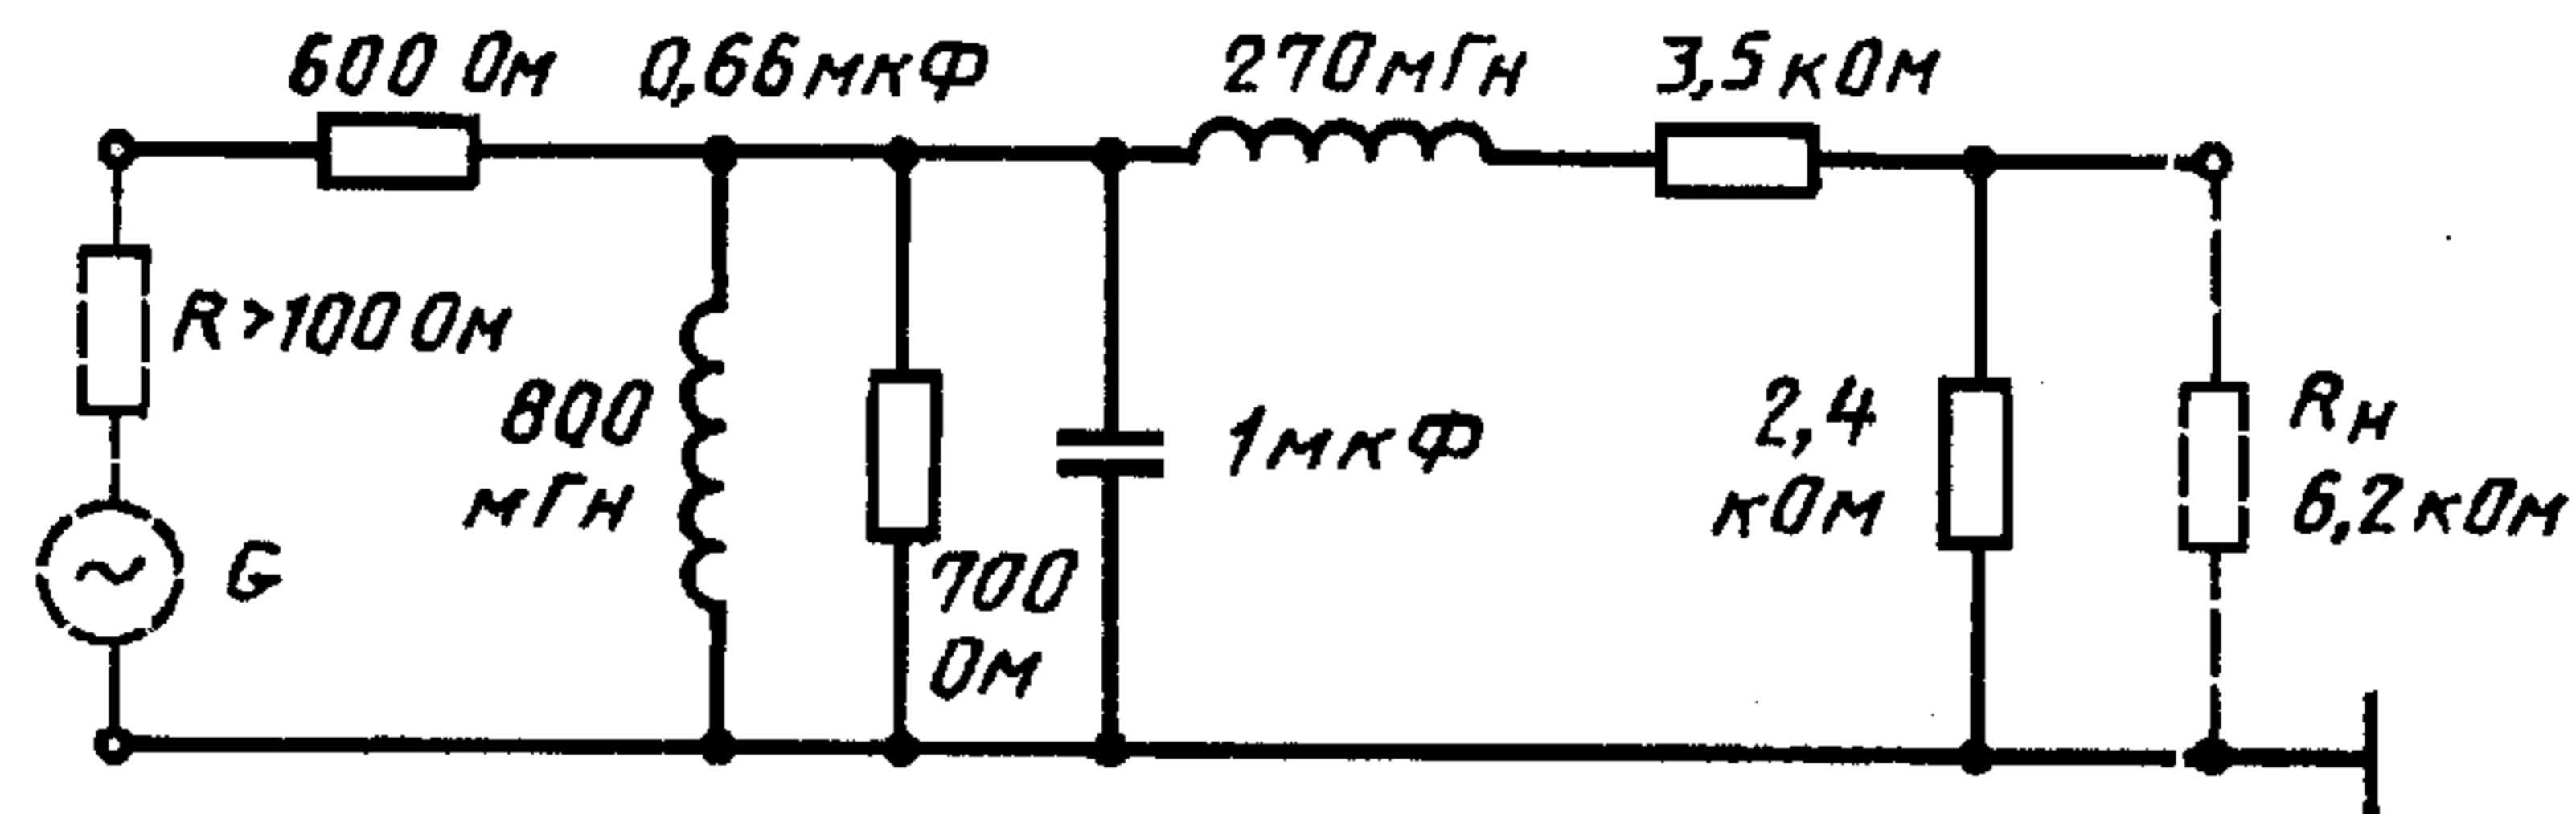 600 Ом
0,66 мкФ
270 мГн
3,5 кОм
R>100 Ом
800
мГн
700
Ом
1 мкФ
2,4
кОм
Rн
6,2 кОм
~
G